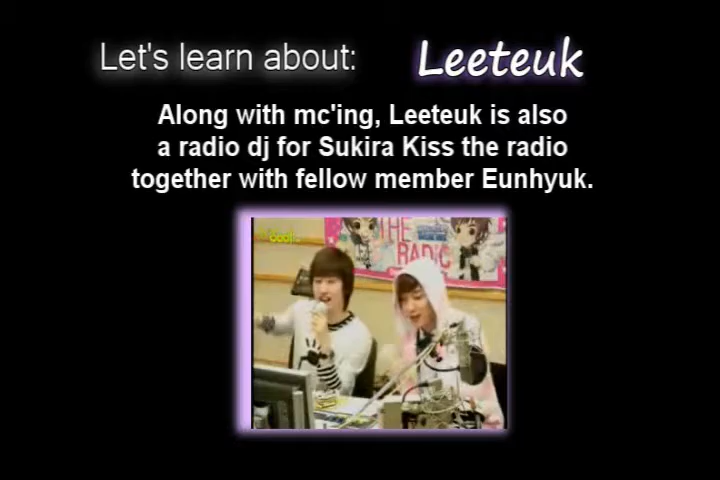 Let's learn about: Leeteuk
Along with mc'ing, Leeteuk is also
a radio dj for Sukira Kiss the radio
together with fellow member Eunhyuk.
THE
RADIO